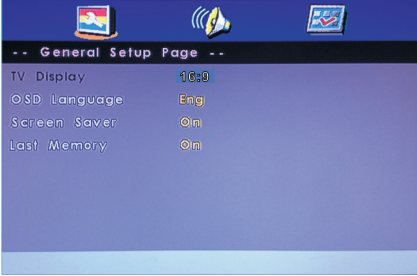 -- General Setup Page --
TV Display 16:9
OSD Language Eng
Screen Saver On
Last Memory On